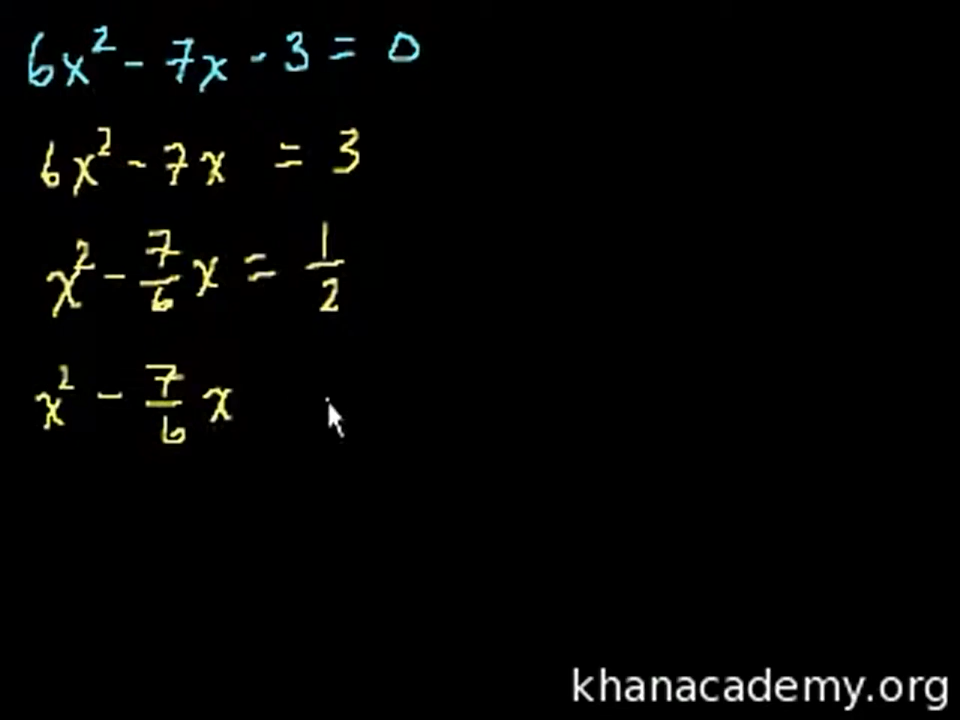 6x² - 7x - 3 = 0
6x² - 7x = 3
x² - 7/6 x = 1/2
x² - 7/6 x
khanacademy.org